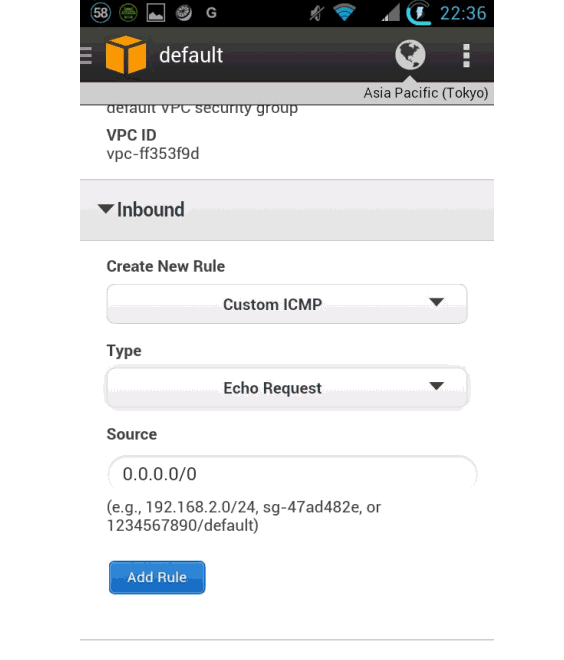 58 G 22:36
default
Asia Pacific (Tokyo)
default VPC security group
VPC ID
vpc-ff353f9d
Inbound
Create New Rule
Custom ICMP
Type
Echo Request
Source
0.0.0.0/0
(e.g., 192.168.2.0/24, sg-47ad482e, or
1234567890/default)
Add Rule